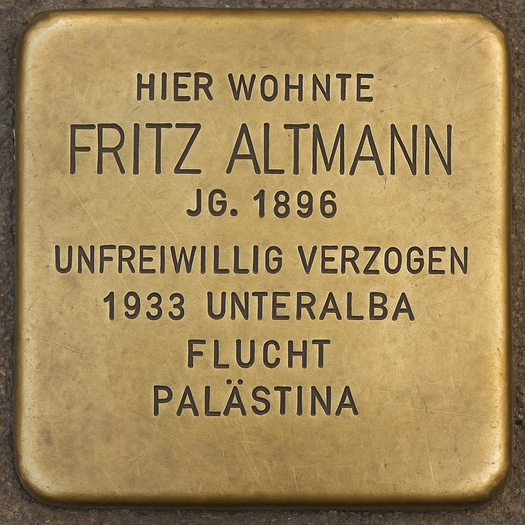 HIER WOHNTE
FRITZ ALTMANN
JG. 1896
UNFREIWILLIG VERZOGEN
1933 UNTERALBA
FLUCHT
PALÄSTINA